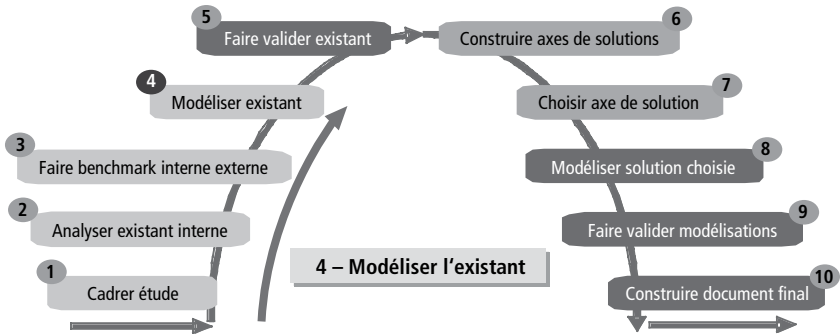 5
Faire valider existant
6
Construire axes de solutions
4
Modéliser existant
7
Choisir axe de solution
3
Faire benchmark interne externe
8
Modéliser solution choisie
2
Analyser existant interne
9
Faire valider modélisations
4 – Modéliser l'existant
1
Cadrer étude
10
Construire document final